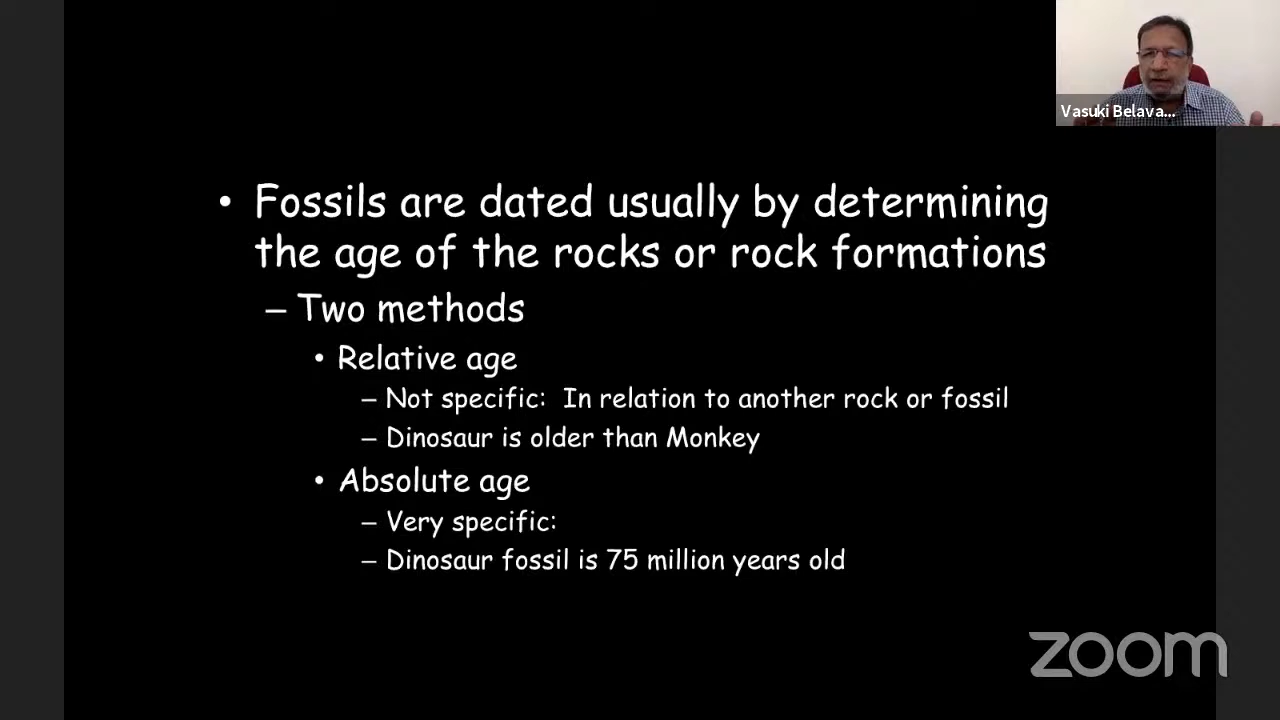 Vasuki Belava...
• Fossils are dated usually by determining
the age of the rocks or rock formations
– Two methods
• Relative age
– Not specific:  In relation to another rock or fossil
– Dinosaur is older than Monkey
• Absolute age
– Very specific:
– Dinosaur fossil is 75 million years old
zoom